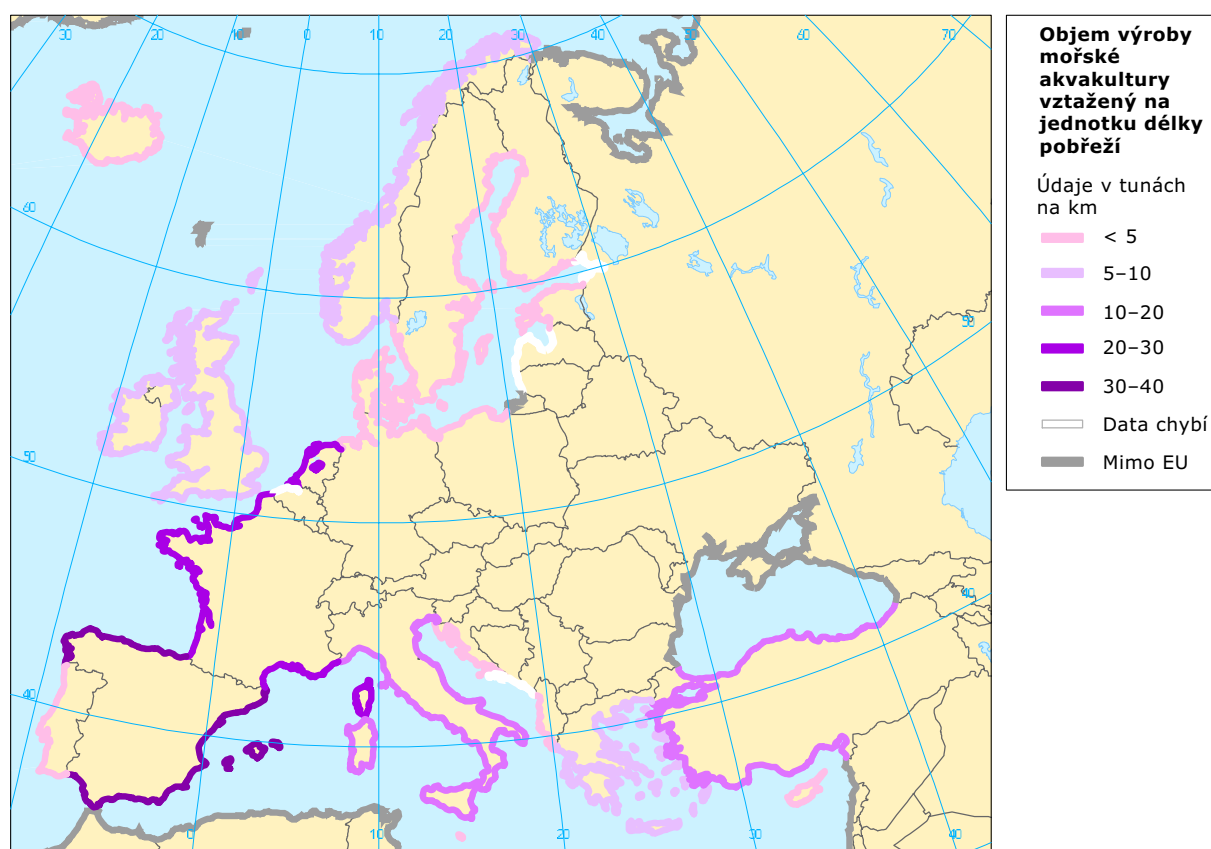 30
20
10
0
10
20
30
40
50
60
70
60
50
50
40
40
0
10
20
30
40
Objem výroby
mořské
akvakultury
vztažený na
jednotku délky
pobřeží
Údaje v tunách
na km
< 5
5–10
10–20
20–30
30–40
Data chybí
Mimo EU